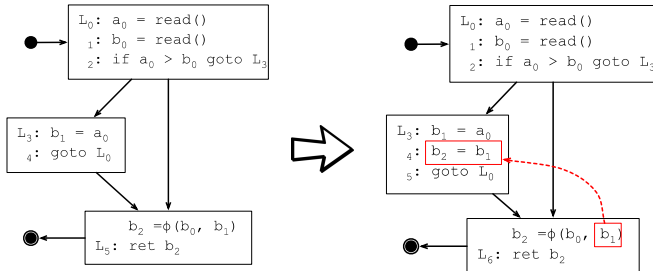 L0: a0 = read()
1: b0 = read()
2: if a0 > b0 goto L3
L3: b1 = a0
4: goto L0
b2 =ϕ(b0, b1)
L5: ret b2
L0: a0 = read()
1: b0 = read()
2: if a0 > b0 goto L3
L3: b1 = a0
4: b2 = b1
5: goto L0
b2 =ϕ(b0, b1)
L6: ret b2